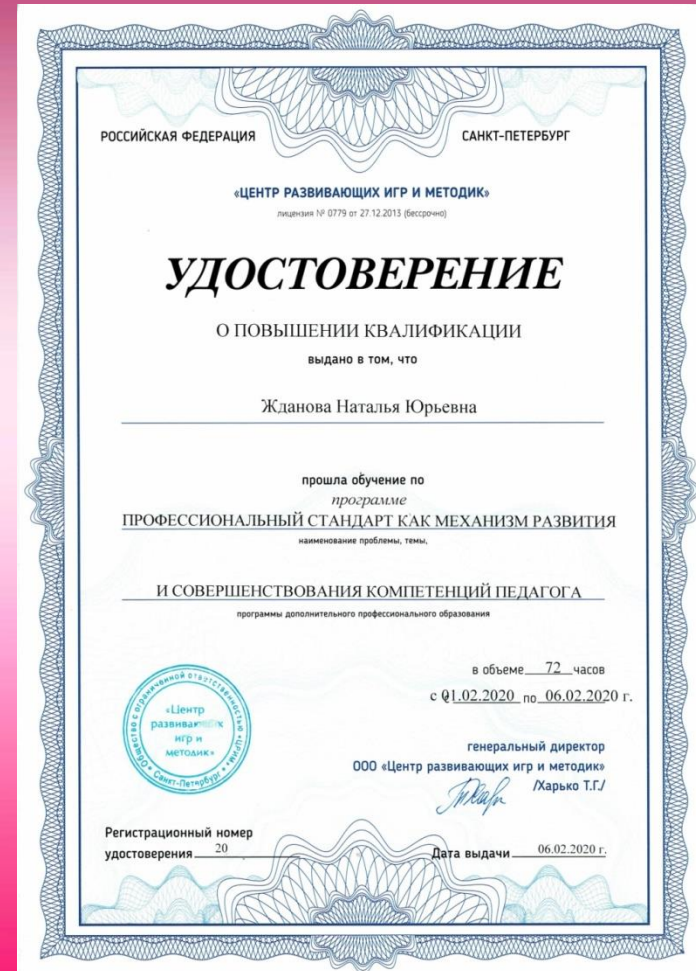 РОССИЙСКАЯ ФЕДЕРАЦИЯ САНКТ-ПЕТЕРБУРГ
«ЦЕНТР РАЗВИВАЮЩИХ ИГР И МЕТОДИК»
лицензия № 0779 от 27.12.2013 (бессрочно)
УДОСТОВЕРЕНИЕ
О ПОВЫШЕНИИ КВАЛИФИКАЦИИ
выдано в том, что
Жданова Наталья Юрьевна
прошла обучение по
программе
ПРОФЕССИОНАЛЬНЫЙ СТАНДАРТ КАК МЕХАНИЗМ РАЗВИТИЯ
наименование проблемы, темы,
И СОВЕРШЕНСТВОВАНИЯ КОМПЕТЕНЦИЙ ПЕДАГОГА
программы дополнительного профессионального образования
в объеме 72 часов
с 01.02.2020 по 06.02.2020 г.
Общество с ограниченной ответственностью «ЦРИМ»
«Центр
развивающих
игр и
методик»
Санкт-Петербург
генеральный директор
ООО «Центр развивающих игр и методик»
/Харько Т.Г./
Регистрационный номер
удостоверения 20
Дата выдачи 06.02.2020 г.